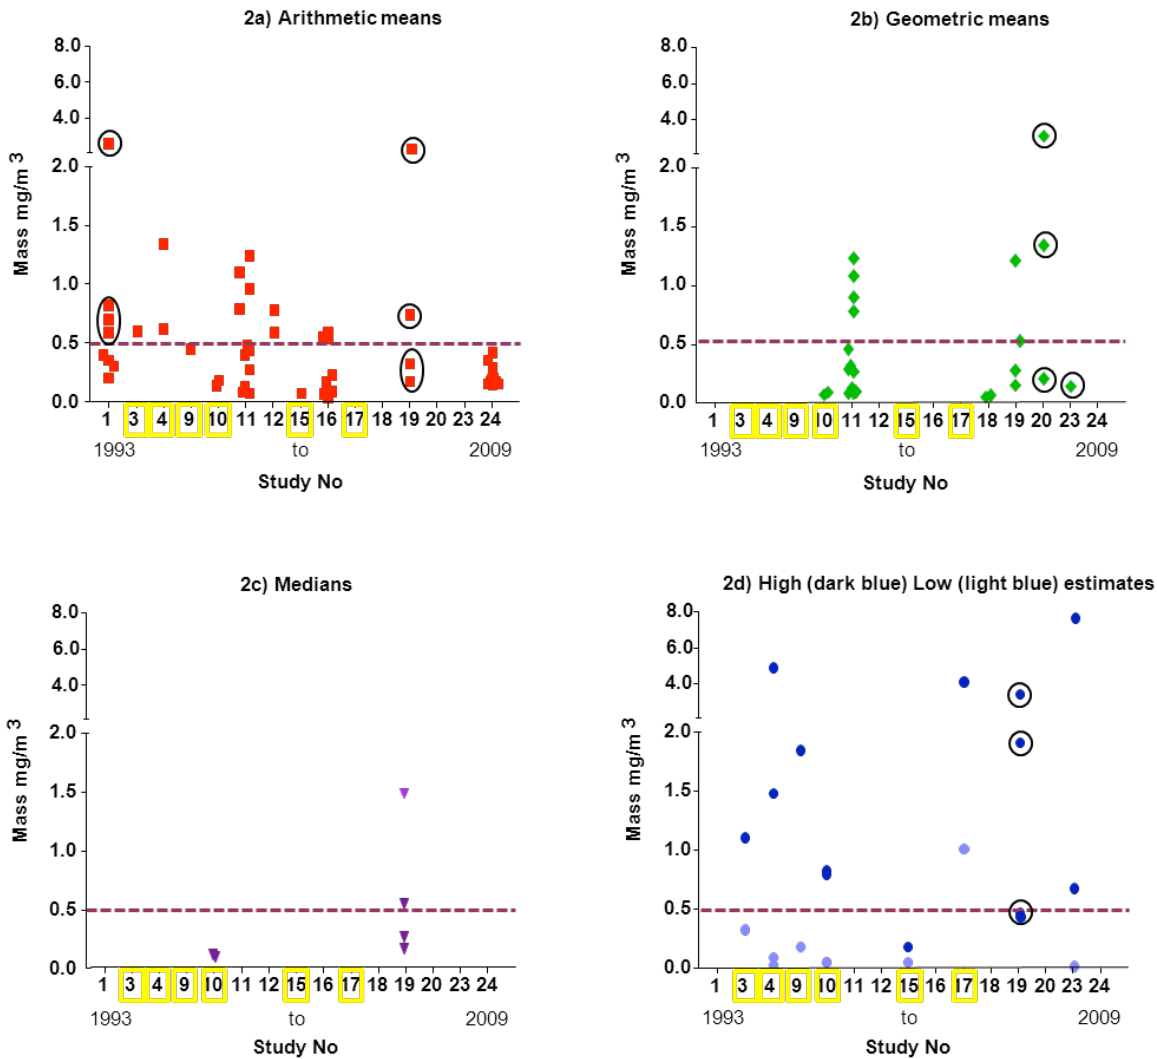 2a) Arithmetic means
8.0
6.0
4.0
2.0
1.5
1.0
0.5
0.0
Mass mg/m³
1 3 4 9 10 11 12 15 16 17 18 19 20 23 24
1993 to 2009
Study No
2b) Geometric means
8.0
6.0
4.0
2.0
1.5
1.0
0.5
0.0
Mass mg/m³
1 3 4 9 10 11 12 15 16 17 18 19 20 23 24
1993 to 2009
Study No
2c) Medians
8.0
6.0
4.0
2.0
1.5
1.0
0.5
0.0
Mass mg/m³
1 3 4 9 10 11 12 15 16 17 18 19 20 23 24
1993 to 2009
Study No
2d) High (dark blue) Low (light blue) estimates
8.0
6.0
4.0
2.0
1.5
1.0
0.5
0.0
Mass mg/m³
1 3 4 9 10 11 12 15 16 17 18 19 20 23 24
1993 to 2009
Study No